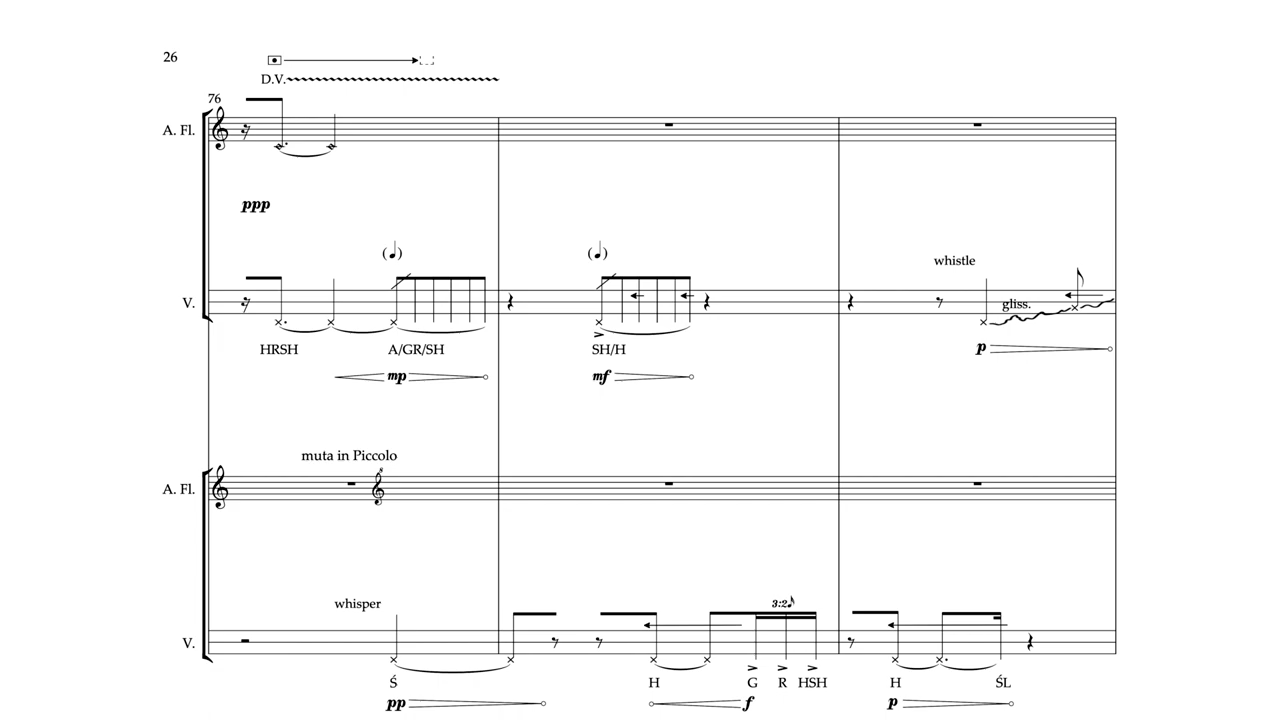 26
D.V.
76
A. Fl.
ppp
whistle
V.
gliss.
HRSH A/GR/SH SH/H p
mp mf
muta in Piccolo
8
A. Fl.
whisper
3:2
V.
Ś H G R HSH H ŚL
pp f p